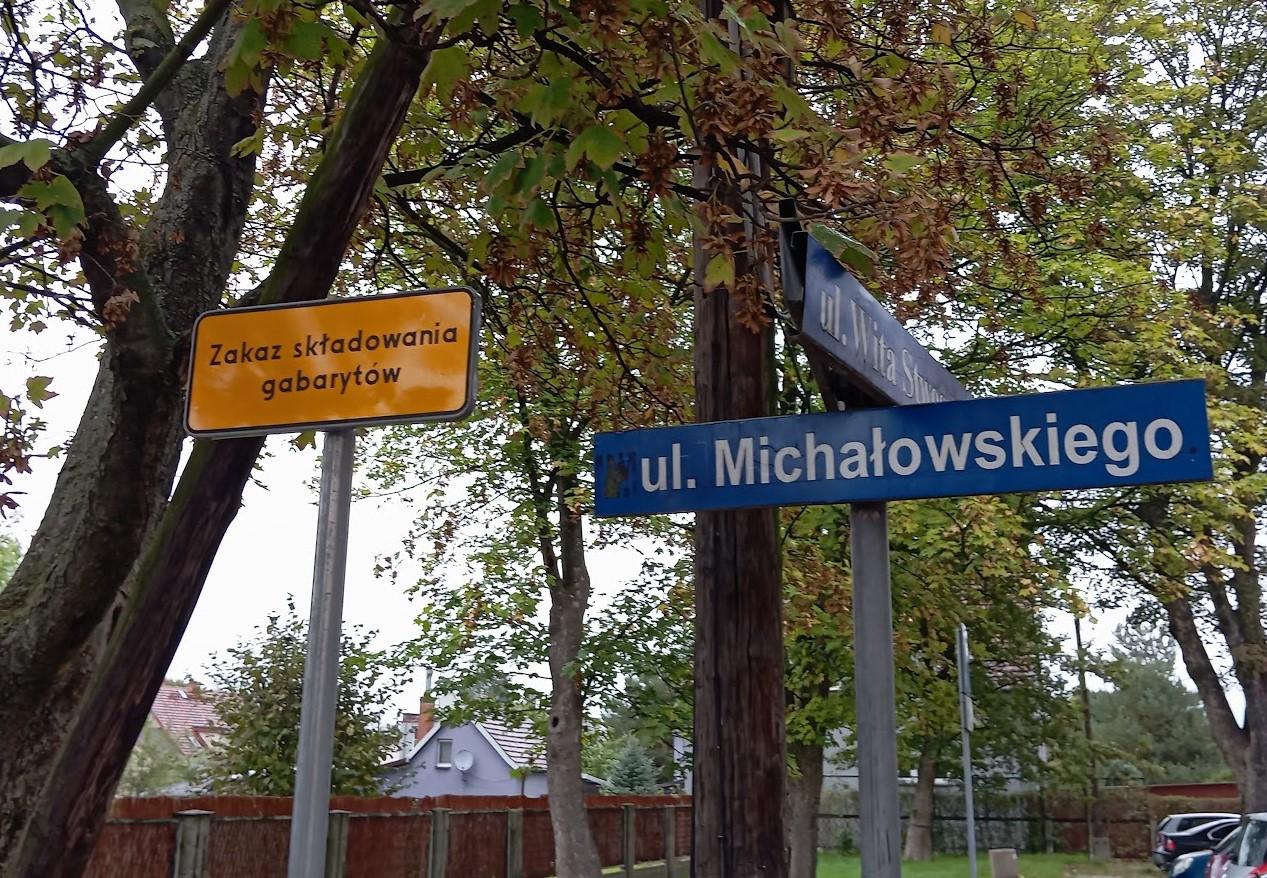 Zakaz składowania
gabarytów
ul. Wita
ul. Michałowskiego